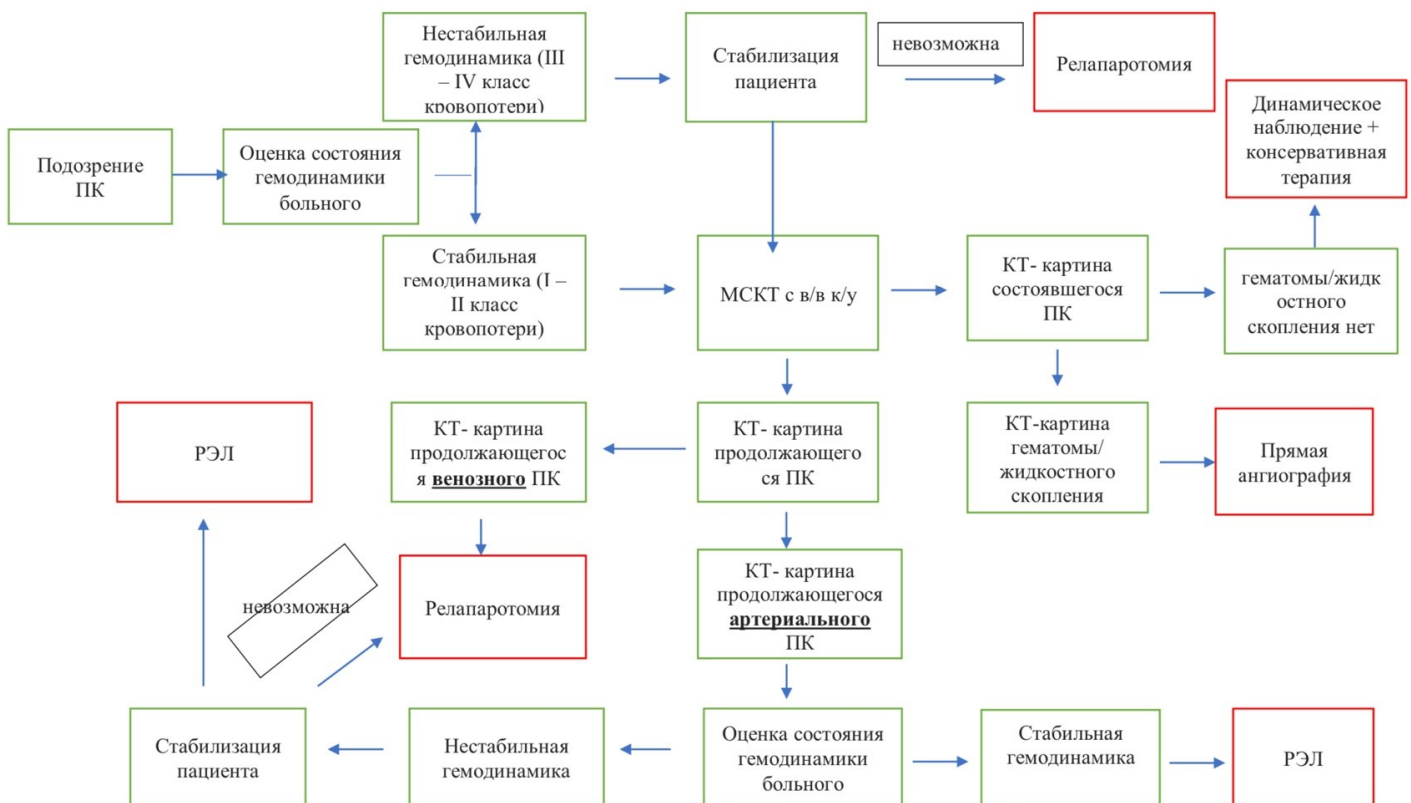 Нестабильная
гемодинамика (III
– IV класс
кровопотери)
Стабилизация
пациента
невозможна
Релапаротомия
Динамическое
наблюдение +
консервативная
терапия
Подозрение
ПК
Оценка состояния
гемодинамики
больного
Стабильная
гемодинамика (I –
II класс
кровопотери)
МСКТ с в/в к/у
КТ- картина
состоявшегося
ПК
гематомы/жидк
остного
скопления нет
РЭЛ
КТ- картина
продолжающегос
я венозного ПК
КТ- картина
продолжающего
ся ПК
КТ-картина
гематомы/
жидкостного
скопления
Прямая
ангиография
невозможна
Релапаротомия
КТ- картина
продолжающегося
артериального
ПК
Стабилизация
пациента
Нестабильная
гемодинамика
Оценка состояния
гемодинамики
больного
Стабильная
гемодинамика
РЭЛ